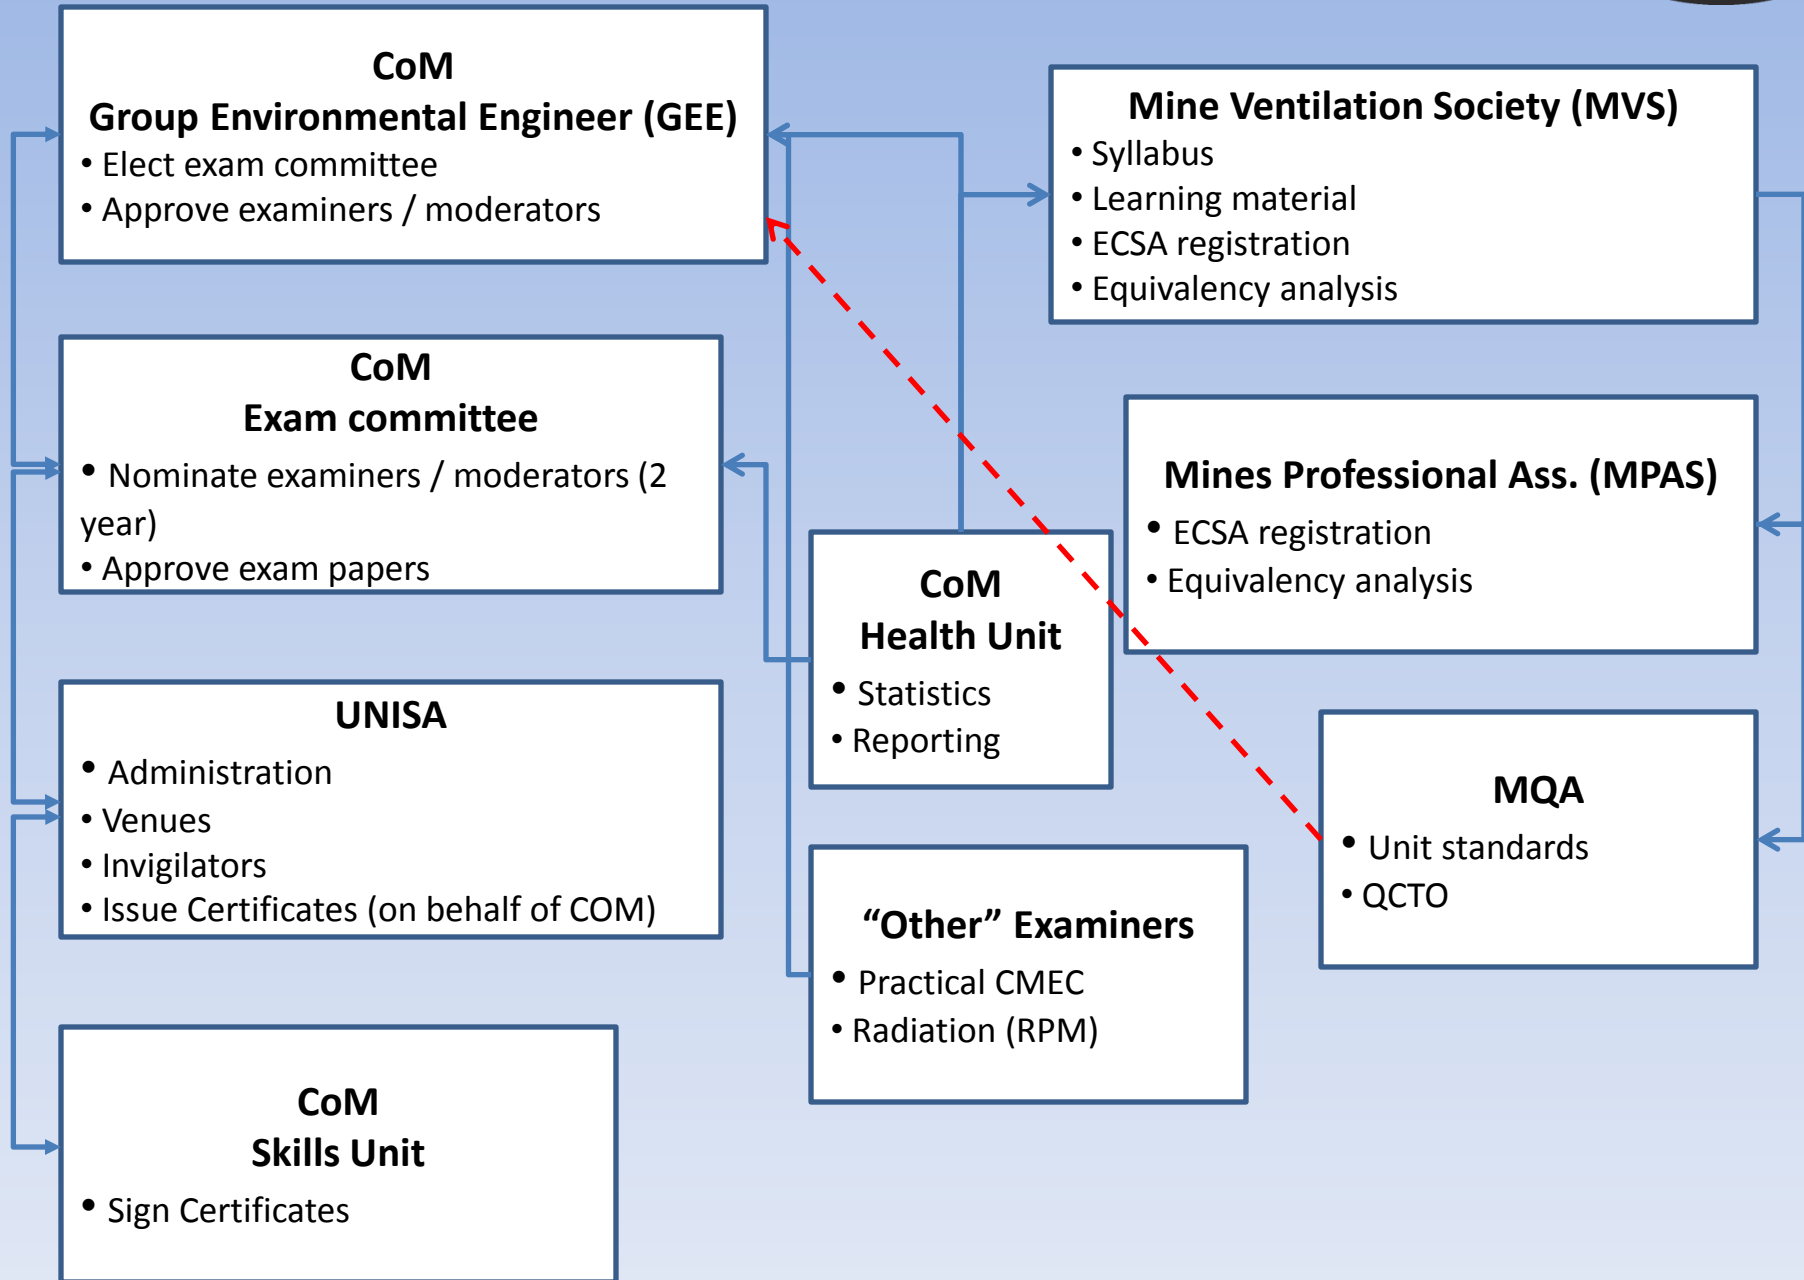 CoM
Group Environmental Engineer (GEE)
• Elect exam committee
• Approve examiners / moderators
Mine Ventilation Society (MVS)
• Syllabus
• Learning material
• ECSA registration
• Equivalency analysis
CoM
Exam committee
• Nominate examiners / moderators (2
year)
• Approve exam papers
Mines Professional Ass. (MPAS)
• ECSA registration
• Equivalency analysis
CoM
Health Unit
• Statistics
• Reporting
UNISA
• Administration
• Venues
• Invigilators
• Issue Certificates (on behalf of COM)
MQA
• Unit standards
• QCTO
“Other” Examiners
• Practical CMEC
• Radiation (RPM)
CoM
Skills Unit
• Sign Certificates